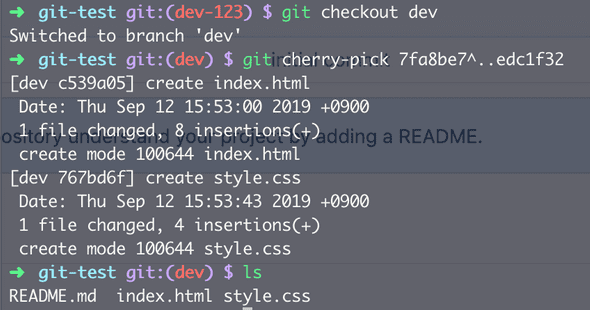 ➜ git-test git:(dev-123) $ git checkout dev
Switched to branch 'dev'
➜ git-test git:(dev) $ git cherry-pick 7fa8be7^..edc1f32
[dev c539a05] create index.html
Date: Thu Sep 12 15:53:00 2019 +0900
1 file changed, 8 insertions(+)
ository understand your project by adding a README.
create mode 100644 index.html
[dev 767bd6f] create style.css
Date: Thu Sep 12 15:53:43 2019 +0900
1 file changed, 4 insertions(+)
create mode 100644 style.css
➜ git-test git:(dev) $ ls
README.md index.html style.css